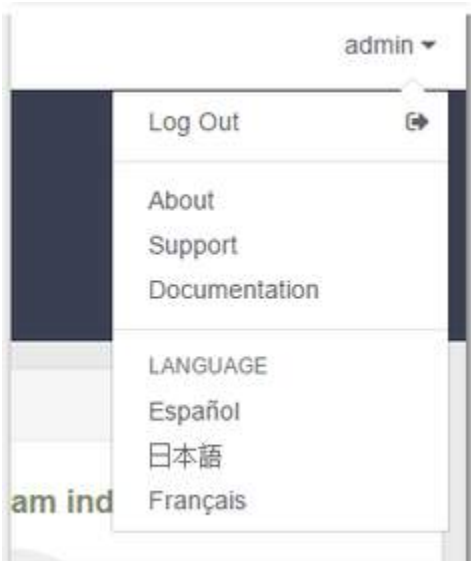 admin
Log Out
About
Support
Documentation
LANGUAGE
Español
日本語
Français
am ind